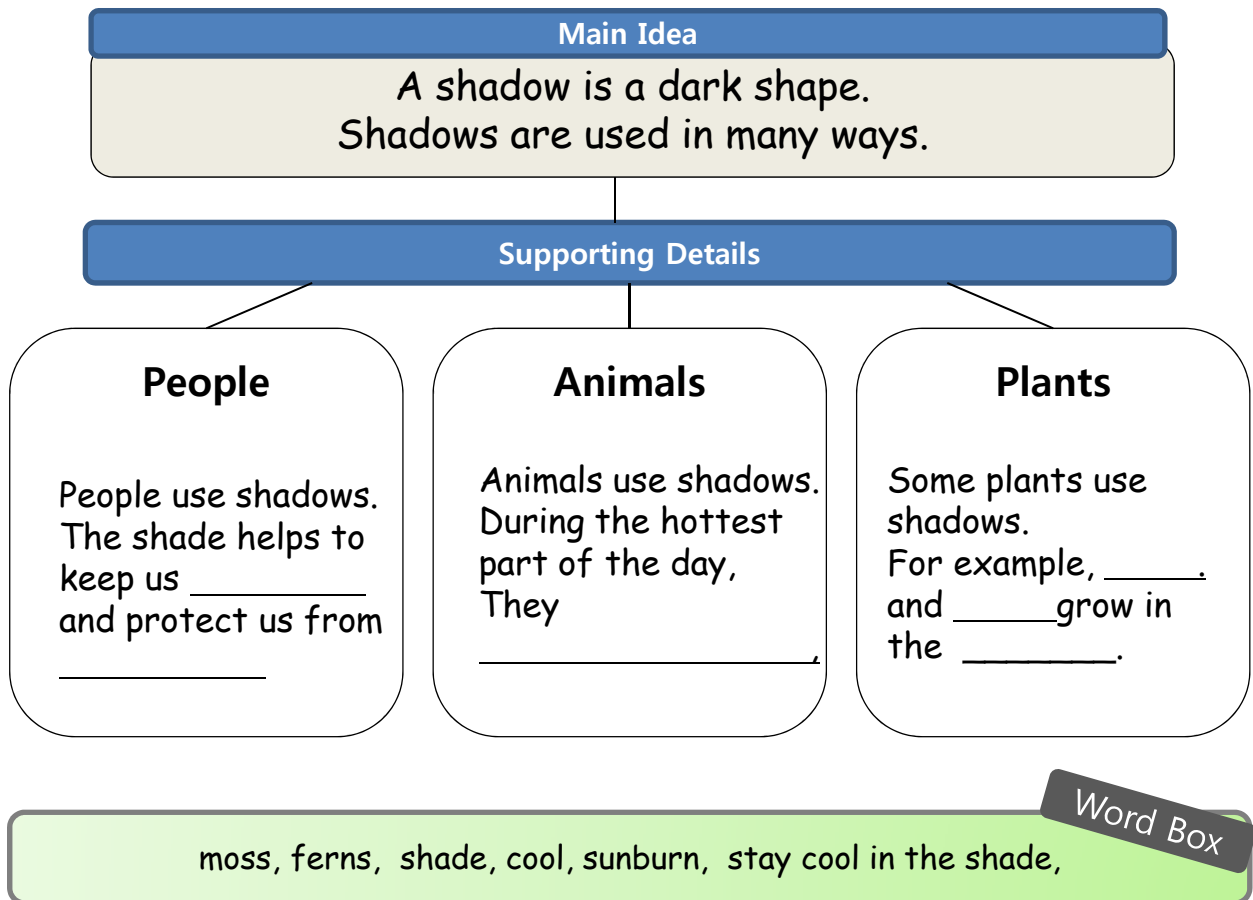 Main Idea
A shadow is a dark shape.
Shadows are used in many ways.
Supporting Details
People
People use shadows.
The shade helps to
keep us __________
and protect us from
____________
Animals
Animals use shadows.
During the hottest
part of the day,
They
___________________,
Plants
Some plants use
shadows.
For example, _____.
and ______grow in
the ________.
Word Box
moss, ferns, shade, cool, sunburn, stay cool in the shade,